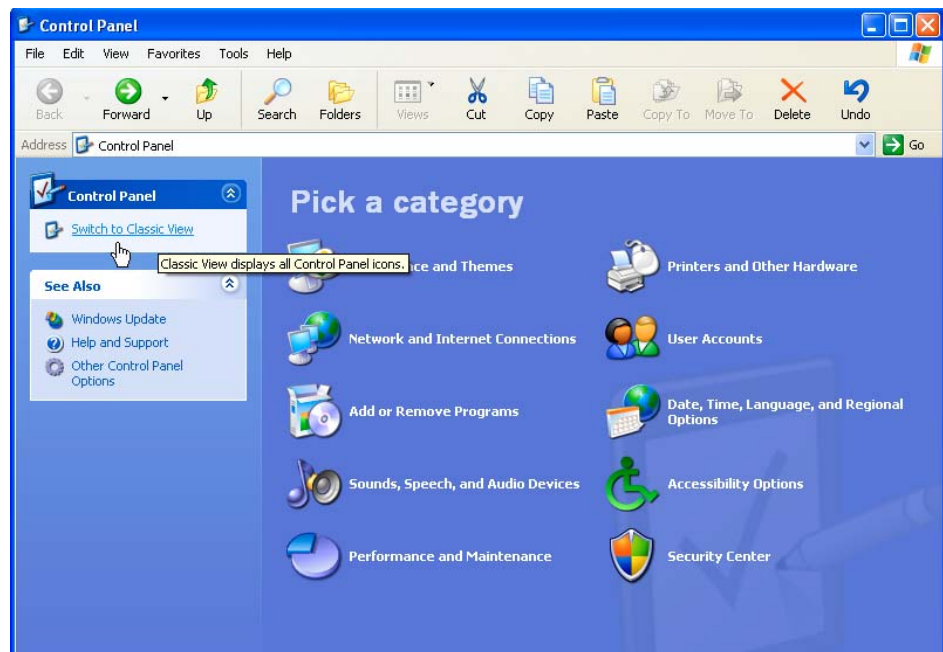 Control Panel
File Edit View Favorites Tools Help
Back Forward Up Search Folders Views Cut Copy Paste Copy To Move To Delete Undo
Address Control Panel Go
Control Panel
Switch to Classic View
Classic View displays all Control Panel icons.
See Also
Windows Update
Help and Support
Other Control Panel
Options
Pick a category
ce and Themes
Printers and Other Hardware
Network and Internet Connections
User Accounts
Add or Remove Programs
Date, Time, Language, and Regional
Options
Sounds, Speech, and Audio Devices
Accessibility Options
Performance and Maintenance
Security Center